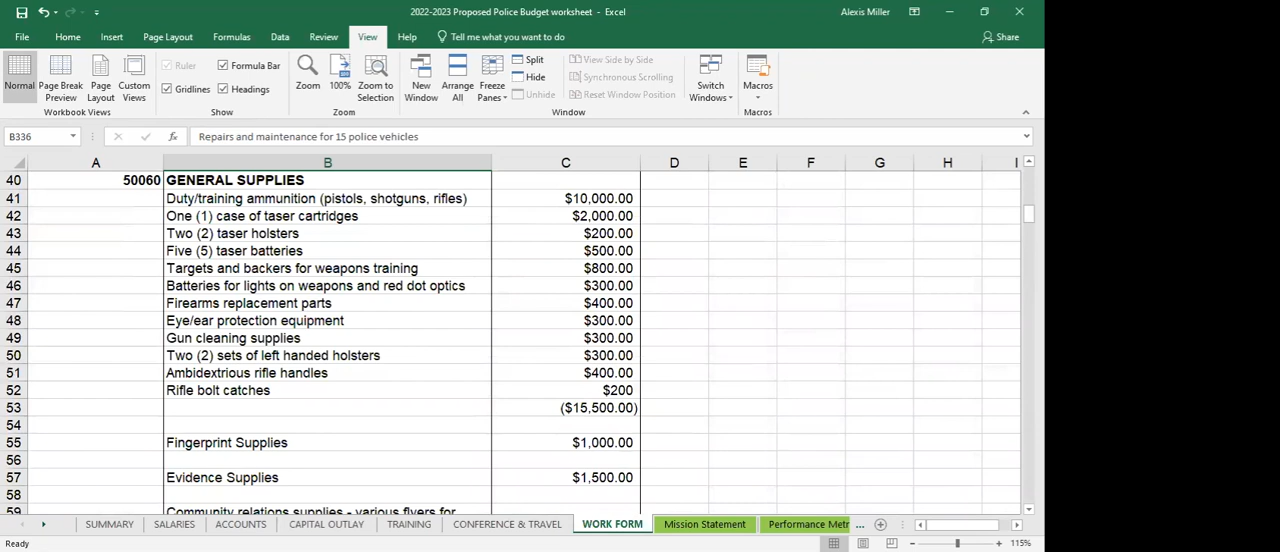 2022-2023 Proposed Police Budget worksheet - Excel
Alexis Miller
File Home Insert Page Layout Formulas Data Review View Help Tell me what you want to do Share
Normal
Page Break Preview
Page Layout
Custom Views
Workbook Views
Ruler
Formula Bar
Gridlines
Headings
Show
Zoom
100%
Zoom to Selection
Zoom
New Window
Arrange All
Freeze Panes
Split
Hide
Unhide
View Side by Side
Synchronous Scrolling
Reset Window Position
Window
Switch Windows
Macros
Macros
B336 fx Repairs and maintenance for 15 police vehicles
A B C D E F G H I
40 50060 GENERAL SUPPLIES
41 Duty/training ammunition (pistols, shotguns, rifles) $10,000.00
42 One (1) case of taser cartridges $2,000.00
43 Two (2) taser holsters $200.00
44 Five (5) taser batteries $500.00
45 Targets and backers for weapons training $800.00
46 Batteries for lights on weapons and red dot optics $300.00
47 Firearms replacement parts $400.00
48 Eye/ear protection equipment $300.00
49 Gun cleaning supplies $300.00
50 Two (2) sets of left handed holsters $300.00
51 Ambidextrious rifle handles $400.00
52 Rifle bolt catches $200
53 ($15,500.00)
54
55 Fingerprint Supplies $1,000.00
56
57 Evidence Supplies $1,500.00
58
59 Community relations supplies - various flyers for
SUMMARY SALARIES ACCOUNTS CAPITAL OUTLAY TRAINING CONFERENCE & TRAVEL WORK FORM Mission Statement Performance Metr ...
Ready 115%